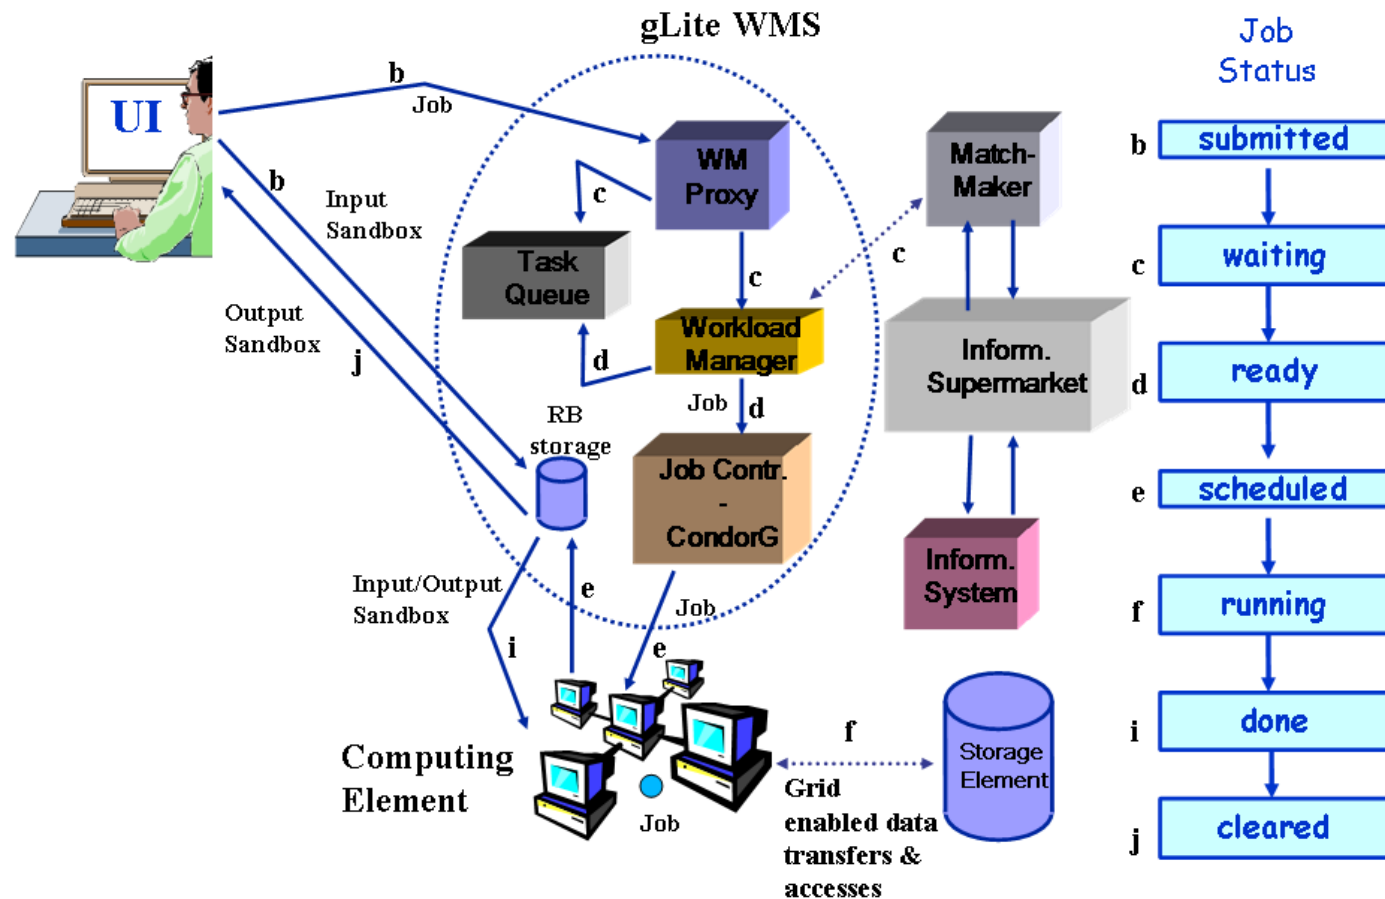 gLite WMS
Job
Status
UI
b
Job
WM
Proxy
Match-
Maker
b
submitted
b
Input
Sandbox
c
Task
Queue
c
c
c
waiting
Output
Sandbox
j
Workload
Manager
d
Inform.
Supermarket
d
ready
Job
d
RB
storage
Job Contr.
-
CondorG
e
scheduled
Inform.
System
Input/Output
Sandbox
e
Job
f
running
i
e
Computing
Element
Job
f
Storage
Element
Grid
enabled data
transfers &
accesses
i
done
j
cleared